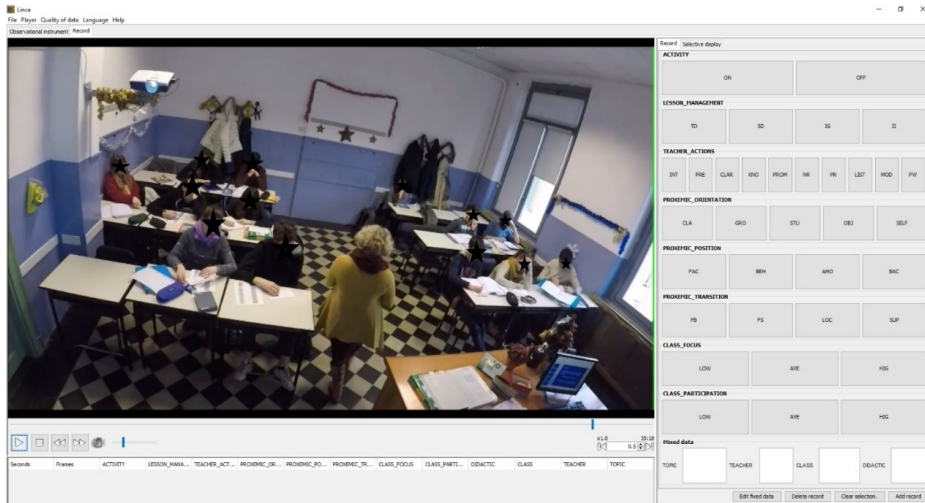 Lince
File Player Quality of data Language Help
Observational instrument Record
Record Selective display
ACTIVITY
ON OFF
LESSON_MANAGEMENT
TD SD IG II
TEACHER_ACTIONS
INT PRE CLAR KNO PROM NR PR LIST MOD PW
PROXEMIC_ORIENTATION
CLA GRO STU OBJ SELF
PROXEMIC_POSITION
FAC BEH AMO BAC
PROXEMIC_TRANSITION
FB FS LOC SUP
CLASS_FOCUS
LOW AVE HIG
CLASS_PARTICIPATION
LOW AVE HIG
Mixed data
TOPIC TEACHER CLASS DIDACTIC
Edit fixed data Delete record Clear selection. Add record
x1.0
0.5
Seconds Frames ACTIVITY LESSON_MANA... TEACHER_ACT... PROXEMIC_OR... PROXEMIC_PO... PROXEMIC_TR... CLASS_FOCUS CLASS_PARTI... DIDACTIC CLASS TEACHER TOPIC